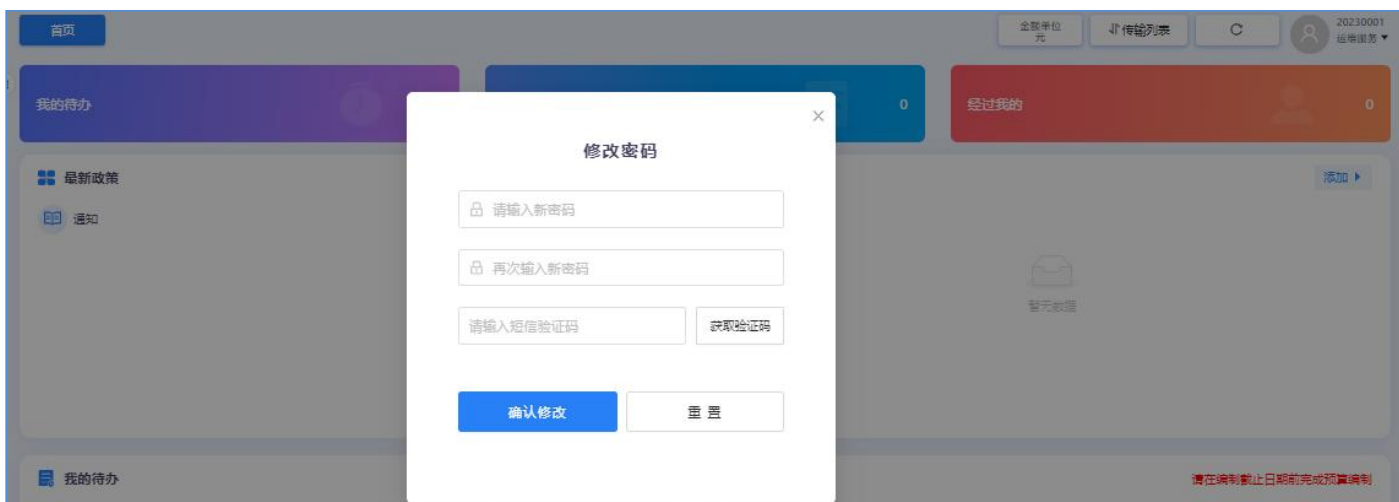 首页
金额单位
元
传输列表
20230001
运维服务
我的待办
0
经过我的
0
修改密码
最新政策
添加
请输入新密码
通知
再次输入新密码
暂无数据
请输入短信验证码
获取验证码
确认修改
重置
我的待办
请在编制截止日期前完成预算编制